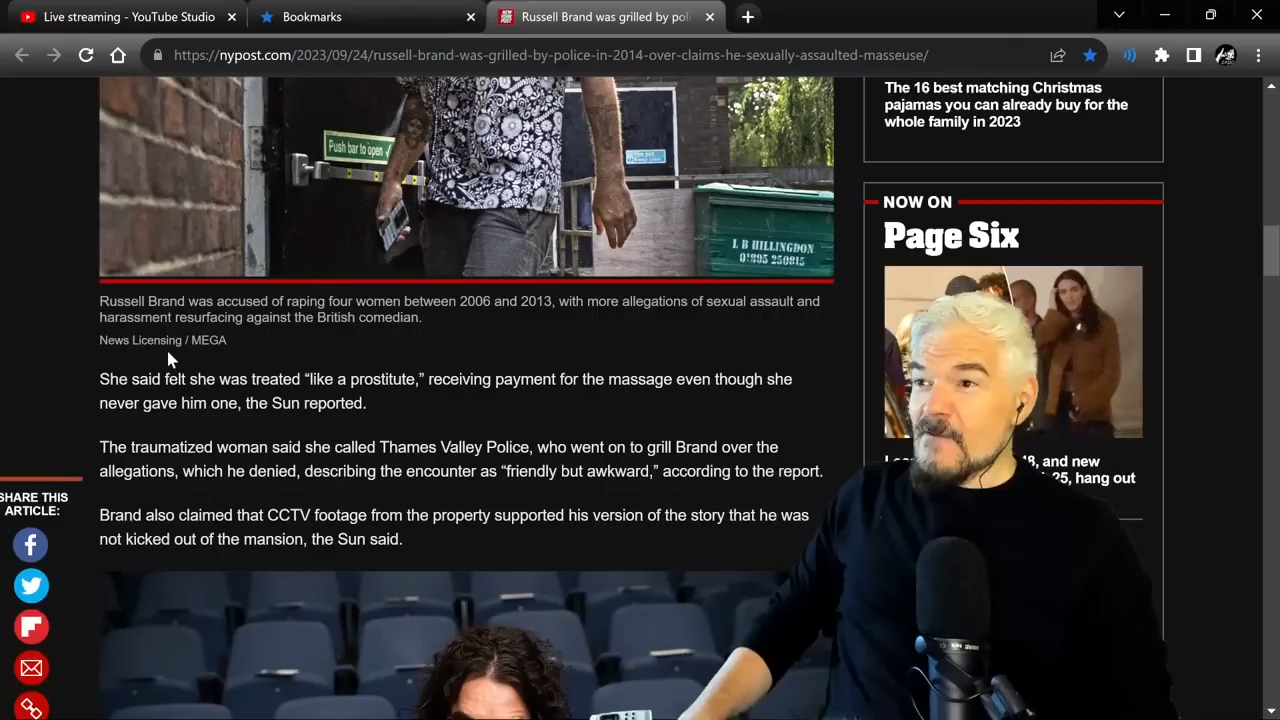 Live streaming - YouTube Studio
Bookmarks
Russell Brand was grilled by poli
https://nypost.com/2023/09/24/russell-brand-was-grilled-by-police-in-2014-over-claims-he-sexually-assaulted-masseuse/
Push bar to open
L B HILLINGDON
01895 250815
The 16 best matching Christmas
pajamas you can already buy for the
whole family in 2023
NOW ON
Page Six
Russell Brand was accused of raping four women between 2006 and 2013, with more allegations of sexual assault and
harassment resurfacing against the British comedian.
News Licensing / MEGA
She said felt she was treated “like a prostitute,” receiving payment for the massage even though she
never gave him one, the Sun reported.
The traumatized woman said she called Thames Valley Police, who went on to grill Brand over the
allegations, which he denied, describing the encounter as “friendly but awkward,” according to the report.
Brand also claimed that CCTV footage from the property supported his version of the story that he was
not kicked out of the mansion, the Sun said.
and new
hang out
SHARE THIS
ARTICLE: